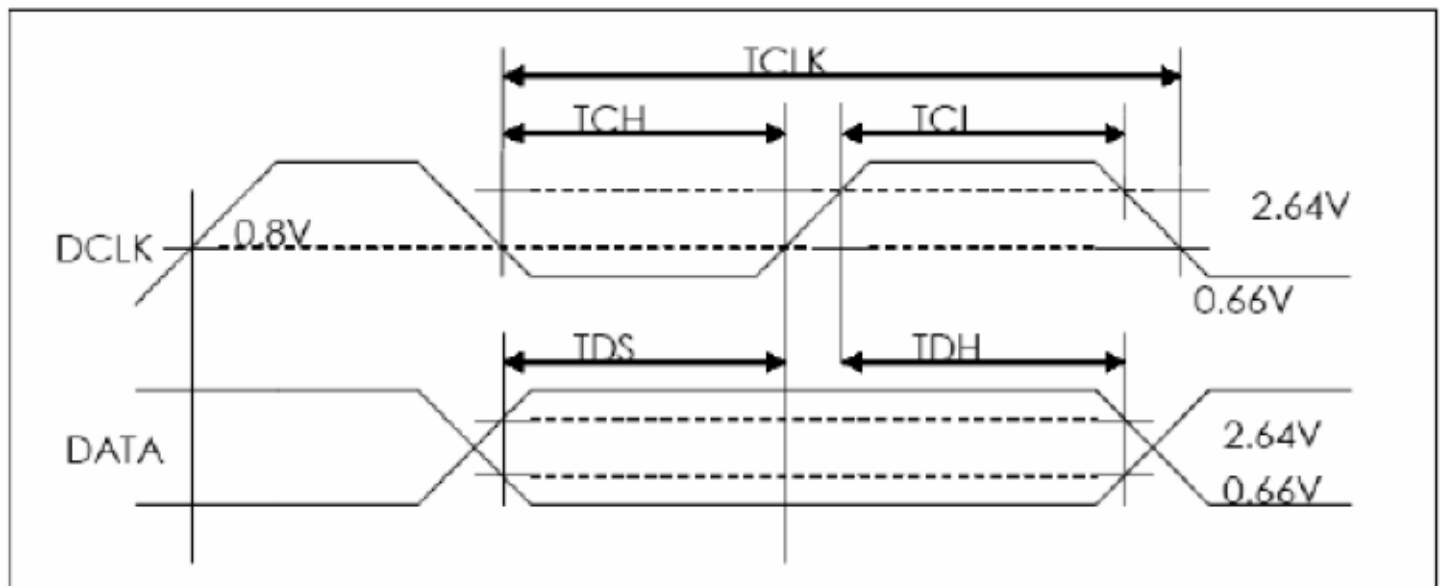 TCLK
TCH
TCL
2.64V
0.8V
DCLK
0.66V
TDS
TDH
2.64V
DATA
0.66V